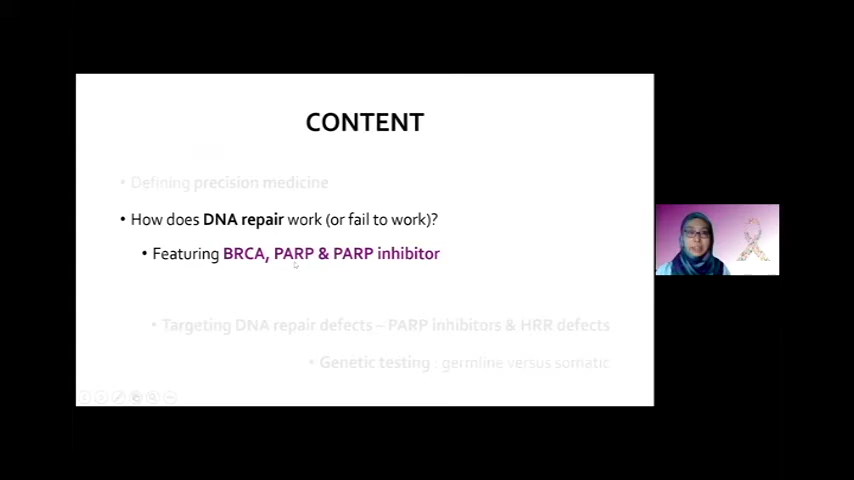 CONTENT
• Defining precision medicine
• How does DNA repair work (or fail to work)?
• Featuring BRCA, PARP & PARP inhibitor
• Targeting DNA repair defects – PARP inhibitors & HRR defects
• Genetic testing : germline versus somatic